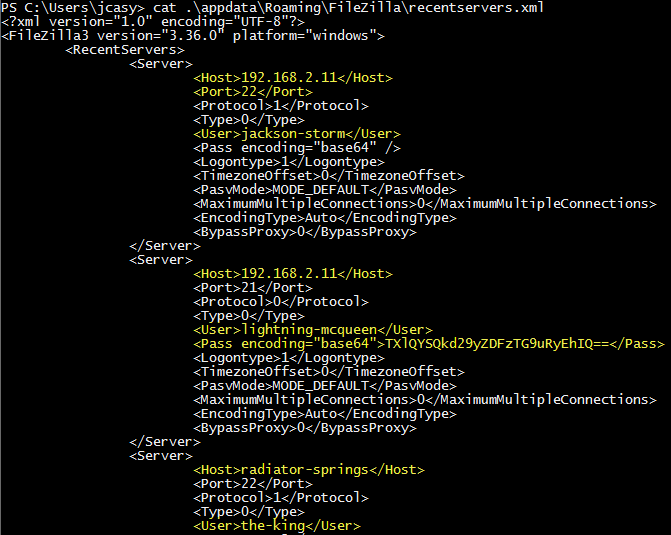 PS C:\Users\jcasy> cat .\appdata\Roaming\FileZilla\recentservers.xml
<?xml version="1.0" encoding="UTF-8"?>
<FileZilla3 version="3.36.0" platform="windows">
<RecentServers>
<Server>
<Host>192.168.2.11</Host>
<Port>22</Port>
<Protocol>1</Protocol>
<Type>0</Type>
<User>jackson-storm</User>
<Pass encoding="base64" />
<Logontype>1</Logontype>
<TimezoneOffset>0</TimezoneOffset>
<PasvMode>MODE_DEFAULT</PasvMode>
<MaximumMultipleConnections>0</MaximumMultipleConnections>
<EncodingType>Auto</EncodingType>
<BypassProxy>0</BypassProxy>
</Server>
<Server>
<Host>192.168.2.11</Host>
<Port>21</Port>
<Protocol>0</Protocol>
<Type>0</Type>
<User>lightning-mcqueen</User>
<Pass encoding="base64">TXlQYSQkd29yZDFzTG9uRyEhIQ==</Pass>
<Logontype>1</Logontype>
<TimezoneOffset>0</TimezoneOffset>
<PasvMode>MODE_DEFAULT</PasvMode>
<MaximumMultipleConnections>0</MaximumMultipleConnections>
<EncodingType>Auto</EncodingType>
<BypassProxy>0</BypassProxy>
</Server>
<Server>
<Host>radiator-springs</Host>
<Port>22</Port>
<Protocol>1</Protocol>
<Type>0</Type>
<User>the-king</User>